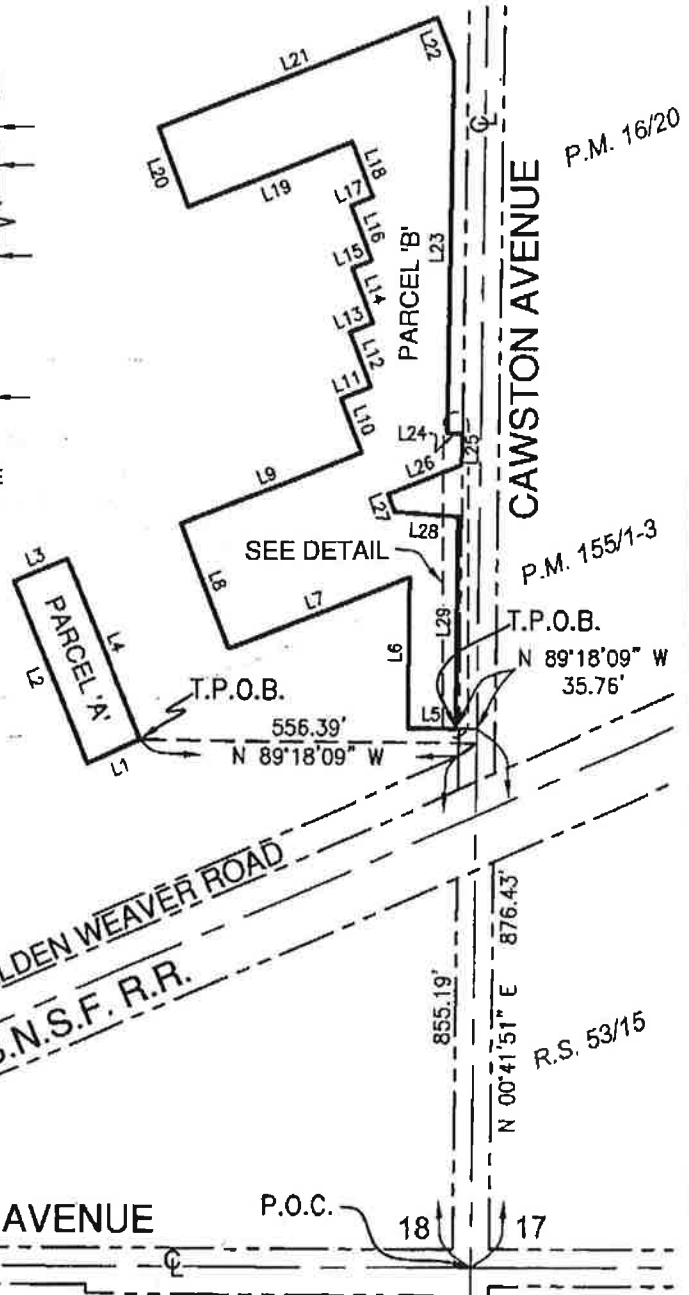 L22
L21
℄
P.M. 16/20
L20
L18
L19
L17
L16
CAWSTON AVENUE
L15
L14
L23
PARCEL 'B'
L13
L12
L11
L10
L24
L25
L26
L9
L27
L28
SEE DETAIL
P.M. 155/1-3
L3
L8
L7
L29
T.P.O.B.
PARCEL 'A'
L4
L6
N 89°18'09" W
35.76'
L2
T.P.O.B.
L5
556.39'
N 89°18'09" W
L1
LDEN WEAVER ROAD
.N.S.F. R.R.
855.19'
N 00°41'51" E 876.43'
R.S. 53/15
AVENUE
P.O.C.
18
17
℄